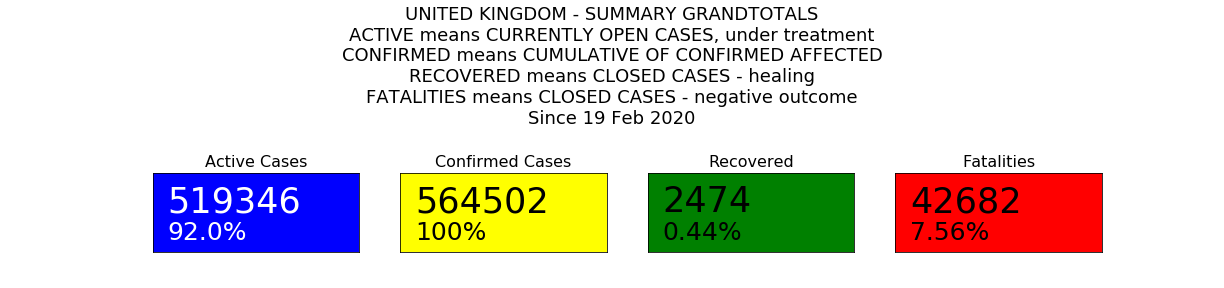 UNITED KINGDOM - SUMMARY GRANDTOTALS
ACTIVE means CURRENTLY OPEN CASES, under treatment
CONFIRMED means CUMULATIVE OF CONFIRMED AFFECTED
RECOVERED means CLOSED CASES - healing
FATALITIES means CLOSED CASES - negative outcome
Since 19 Feb 2020
Active Cases
519346
92.0%
Confirmed Cases
564502
100%
Recovered
2474
0.44%
Fatalities
42682
7.56%